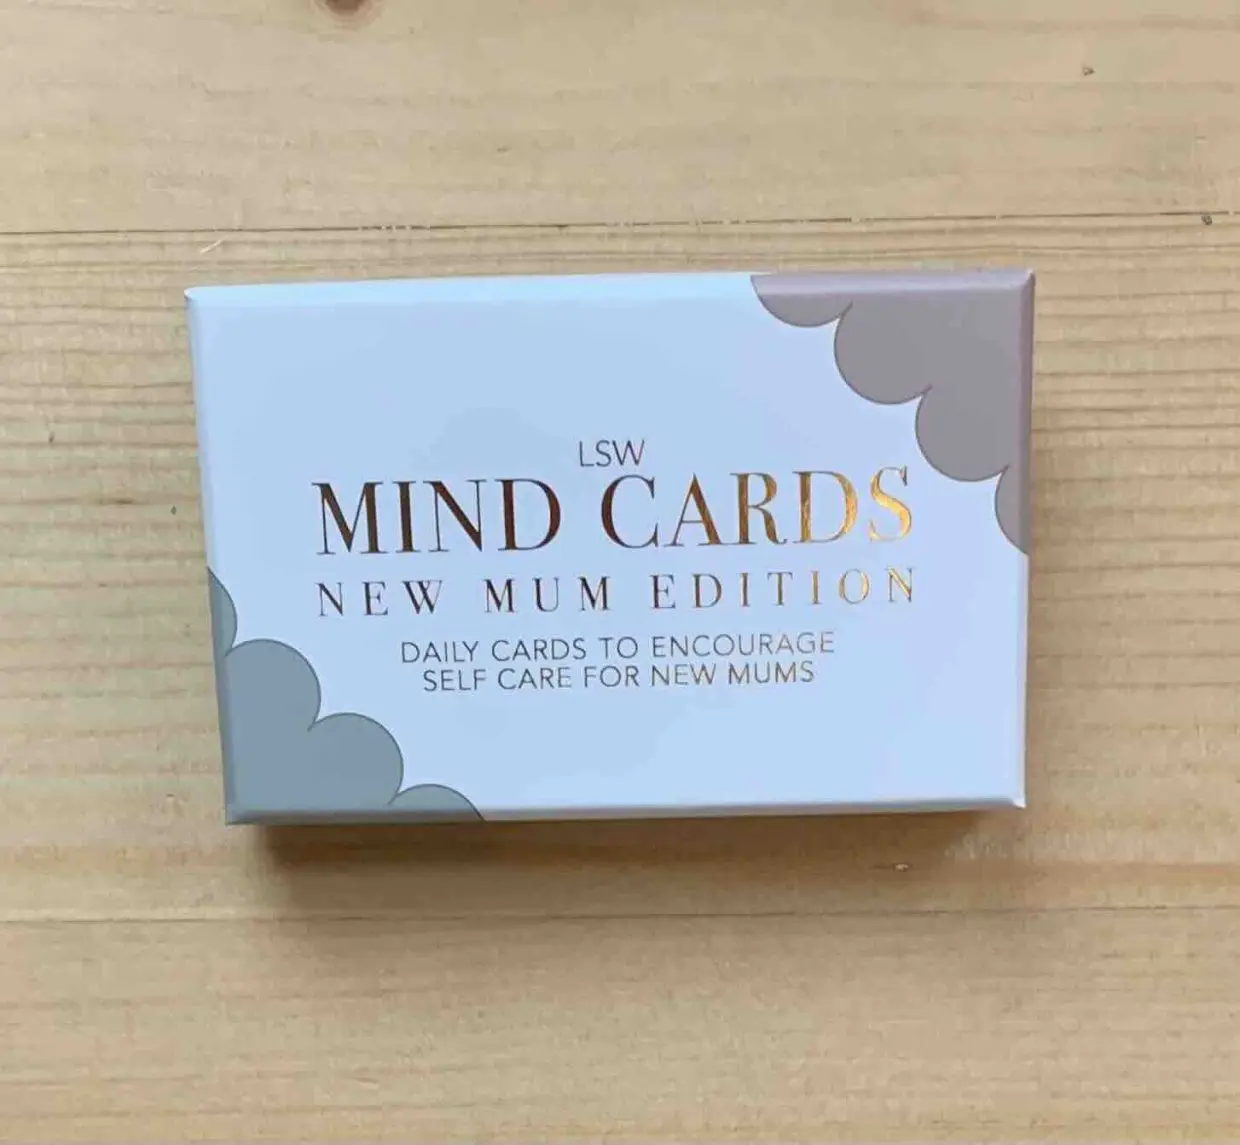 LSW
MIND CARDS
NEW MUM EDITION
DAILY CARDS TO ENCOURAGE
SELF CARE FOR NEW MUMS